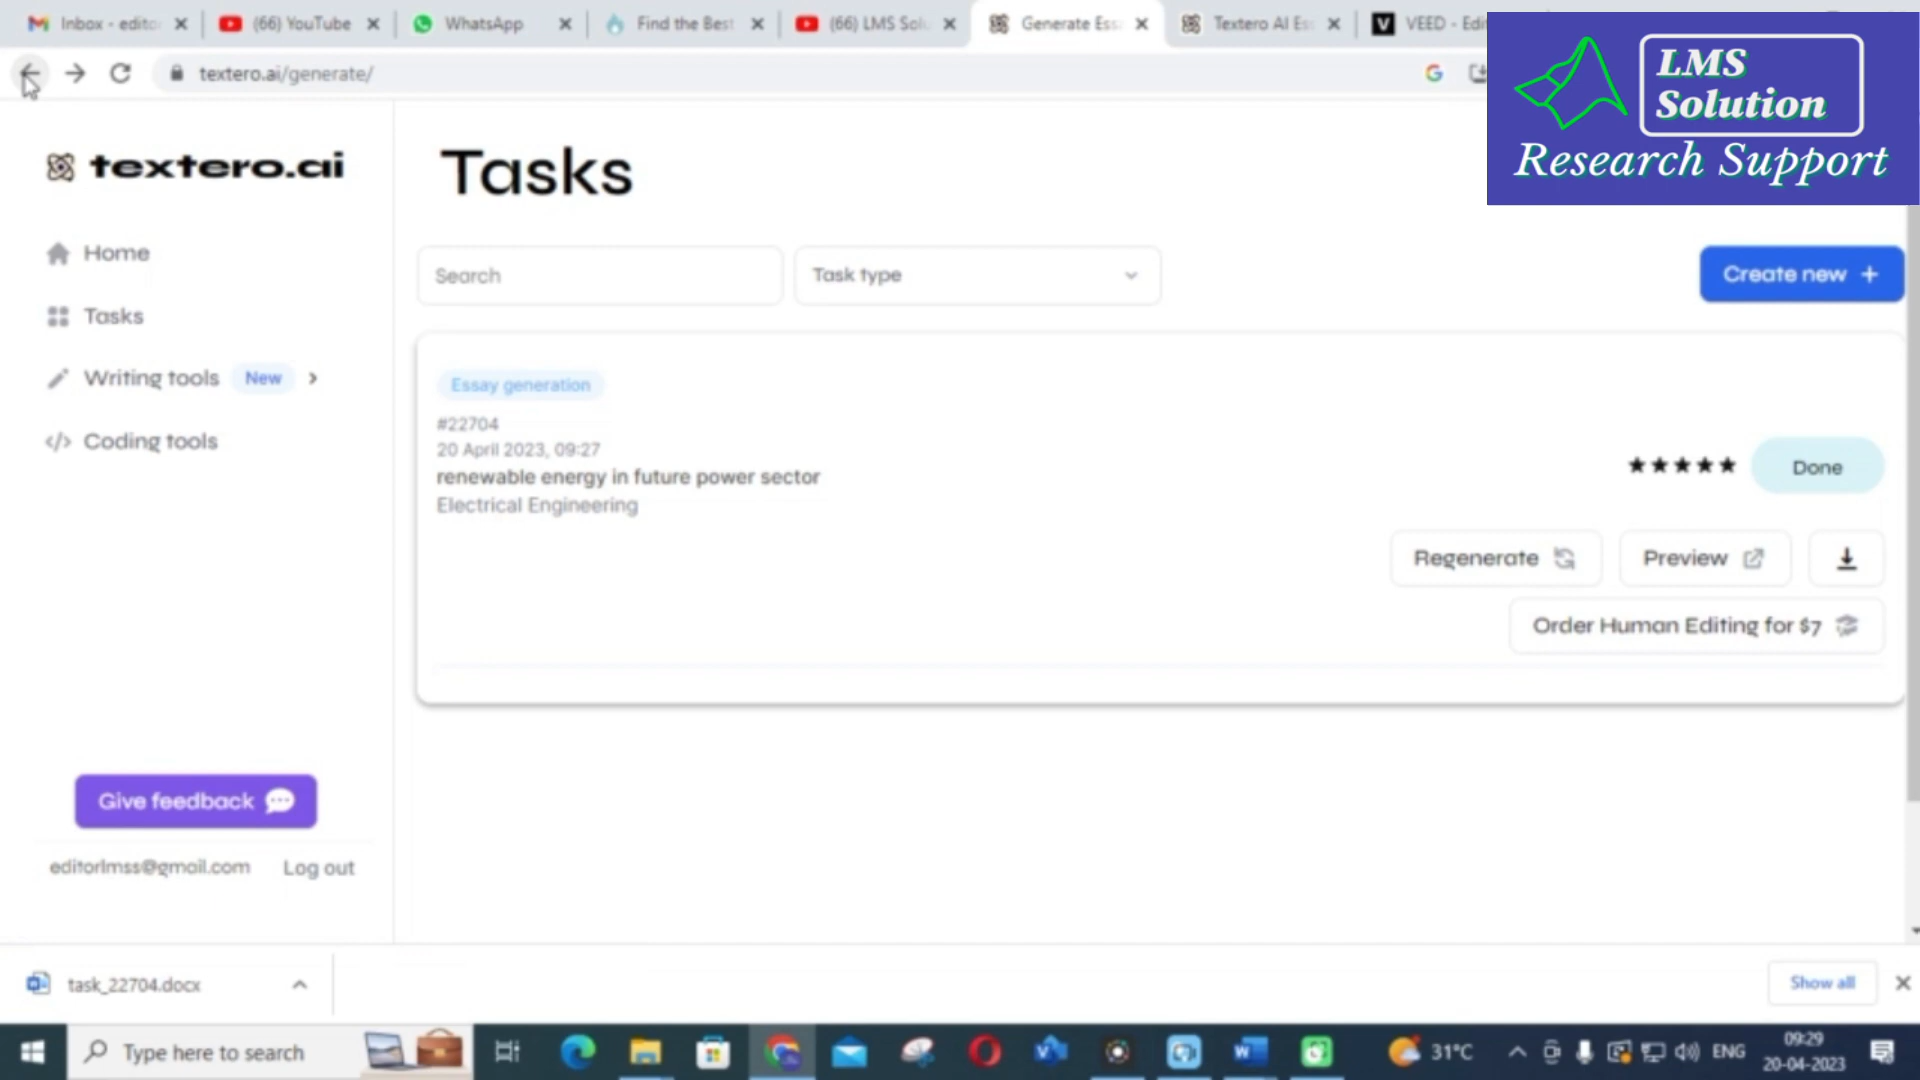 Inbox - edito
(66) YouTube
WhatsApp
Find the Best
(66) LMS Solu
Generate Ess
Textero AI Es
VEED - Edi
LMS
Solution
Research Support
textero.ai/generate/
textero.ai
Home
Tasks
Writing tools New
Coding tools
Give feedback
editorlmss@gmail.com Log out
Tasks
Search
Task type
Create new +
Essay generation
#22704
20 April 2023, 09:27
renewable energy in future power sector
Electrical Engineering
★★★★★ Done
Regenerate
Preview
Order Human Editing for $7
task_22704.docx
Show all
Type here to search
31°C
ENG
09:29
20-04-2023